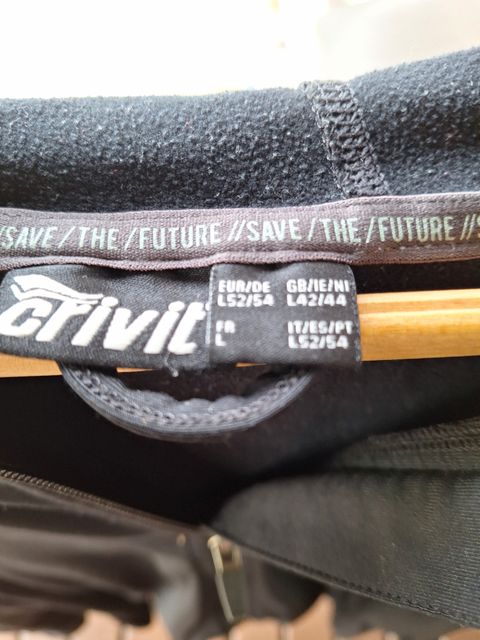 /SAVE / THE / FUTURE //SAVE / THE / FUTURE //S
crivit
EUR/DE
L52/54
GB/IE/NI
L42/44
FR
L
IT/ES/PT
L52/54